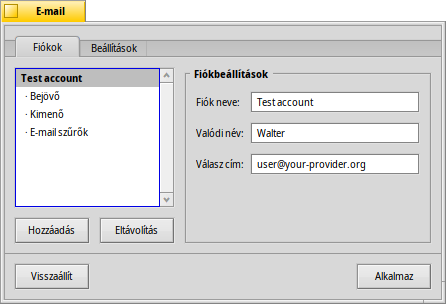 E-mail
Fiókok Beállítások
Test account
· Bejövő
· Kimenő
· E-mail szűrők
Hozzáadás Eltávolítás
Fiókbeállítások
Fiók neve: Test account
Valódi név: Walter
Válasz cím: user@your-provider.org
Visszaállít Alkalmaz